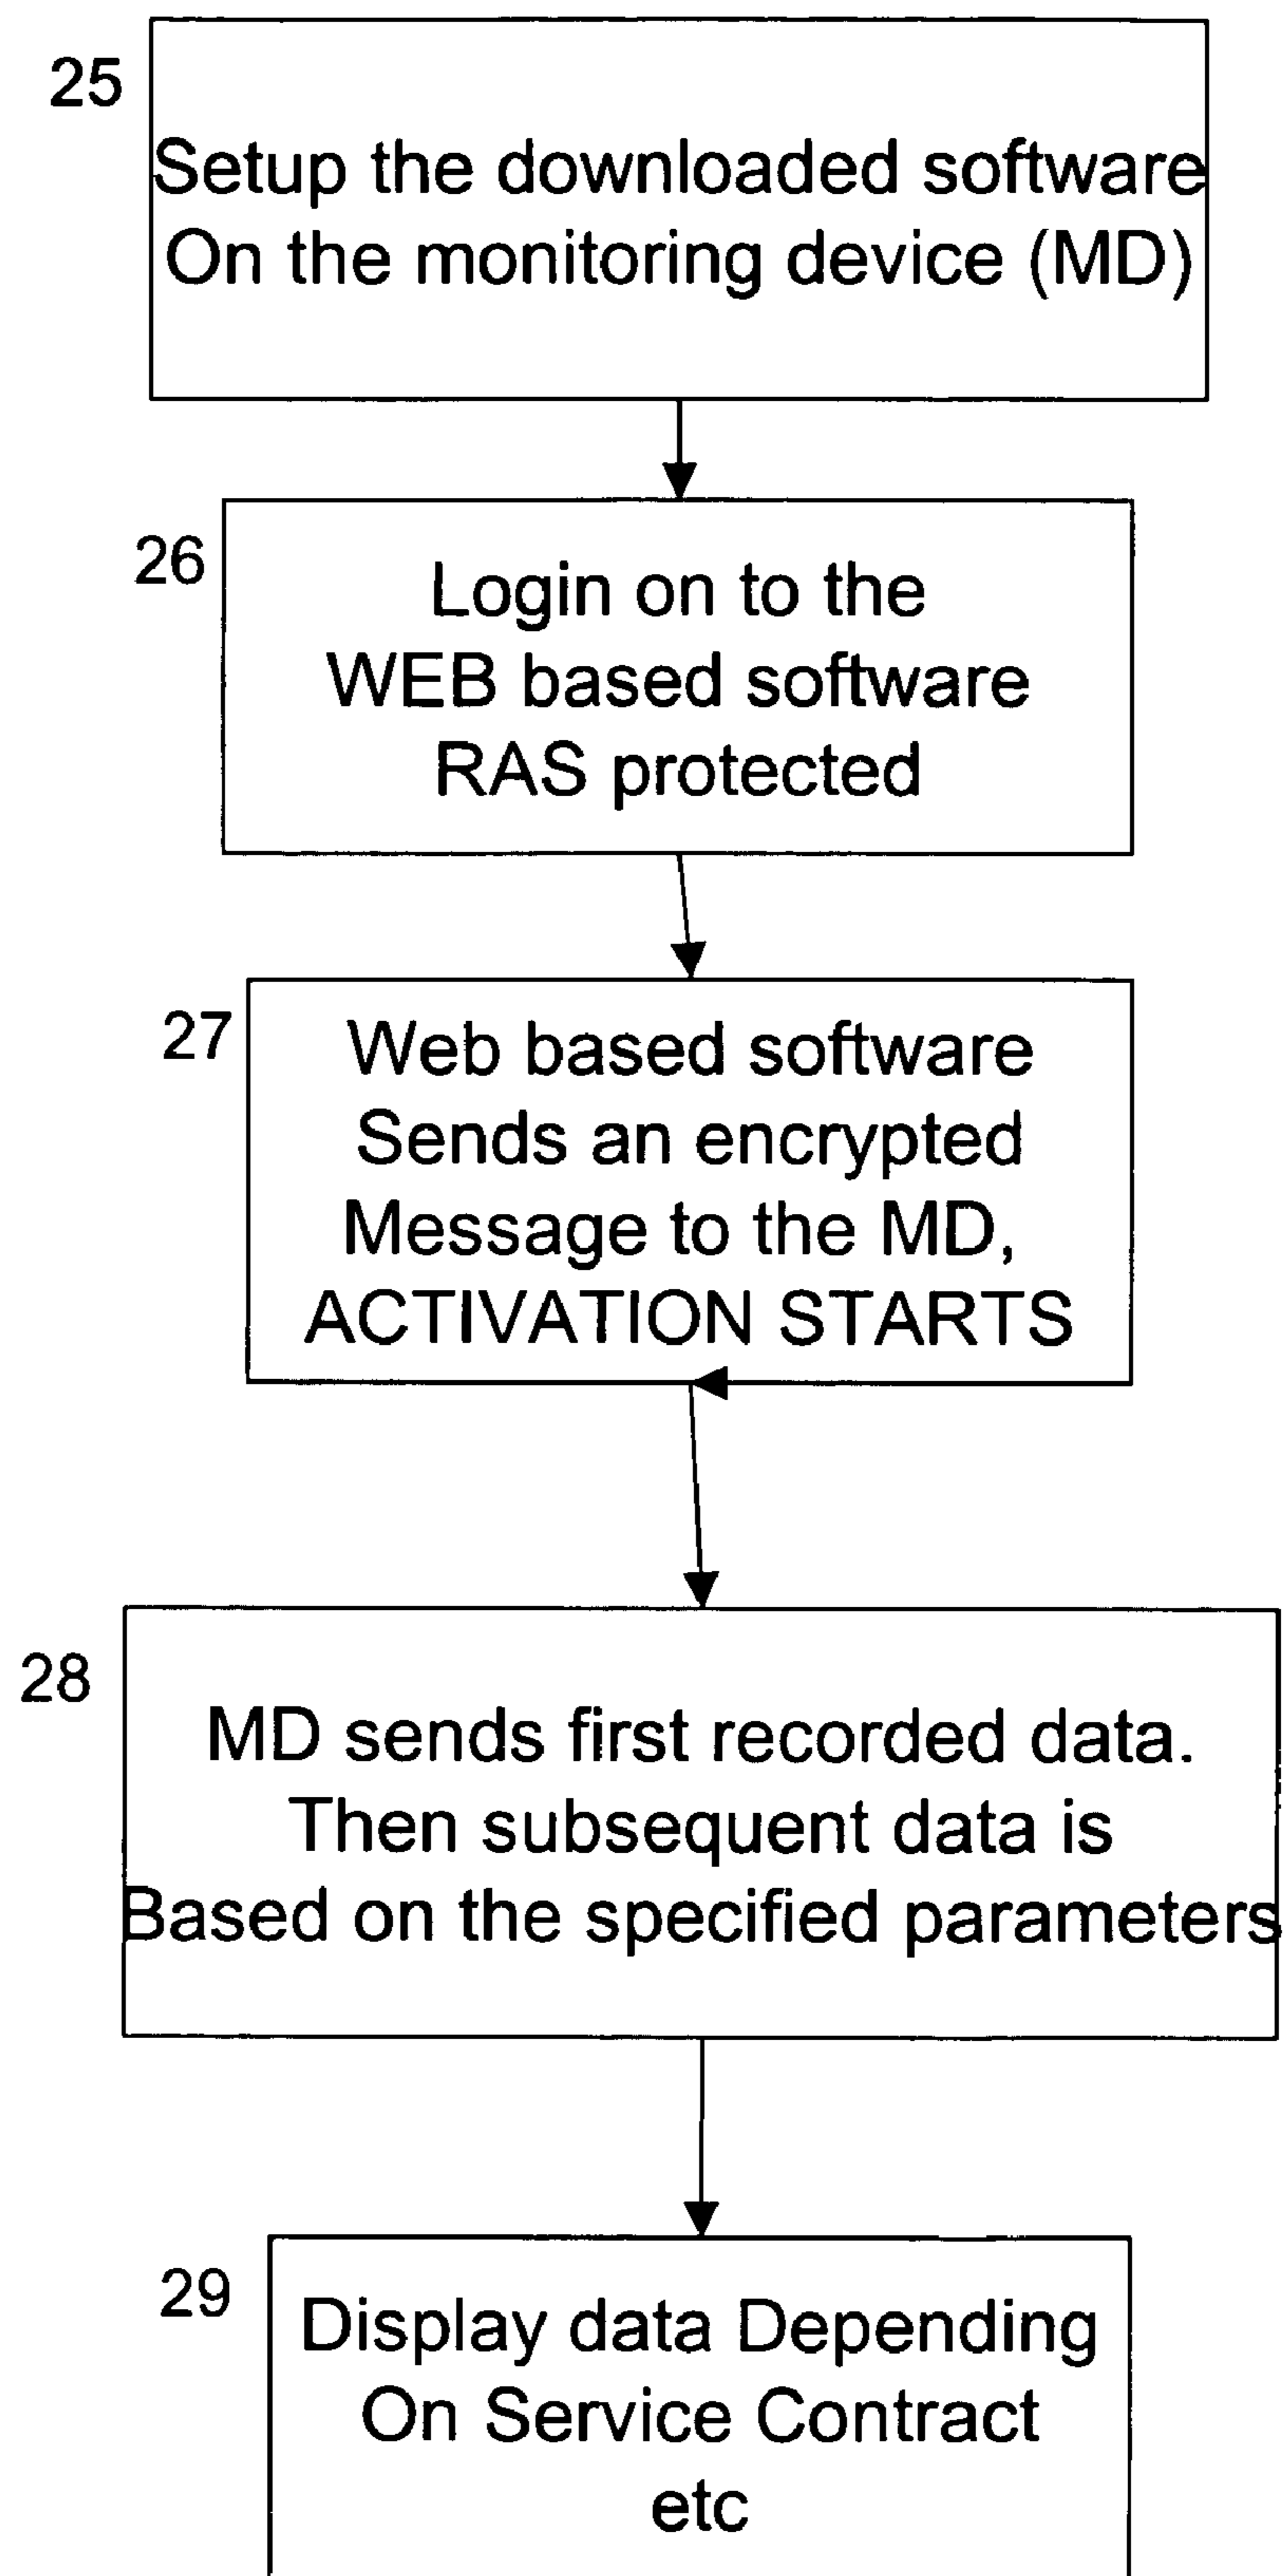 25
Setup the downloaded software
On the monitoring device (MD)
26
Login on to the
WEB based software
RAS protected
27
Web based software
Sends an encrypted
Message to the MD,
ACTIVATION STARTS
28
MD sends first recorded data.
Then subsequent data is
Based on the specified parameters
29
Display data Depending
On Service Contract
etc